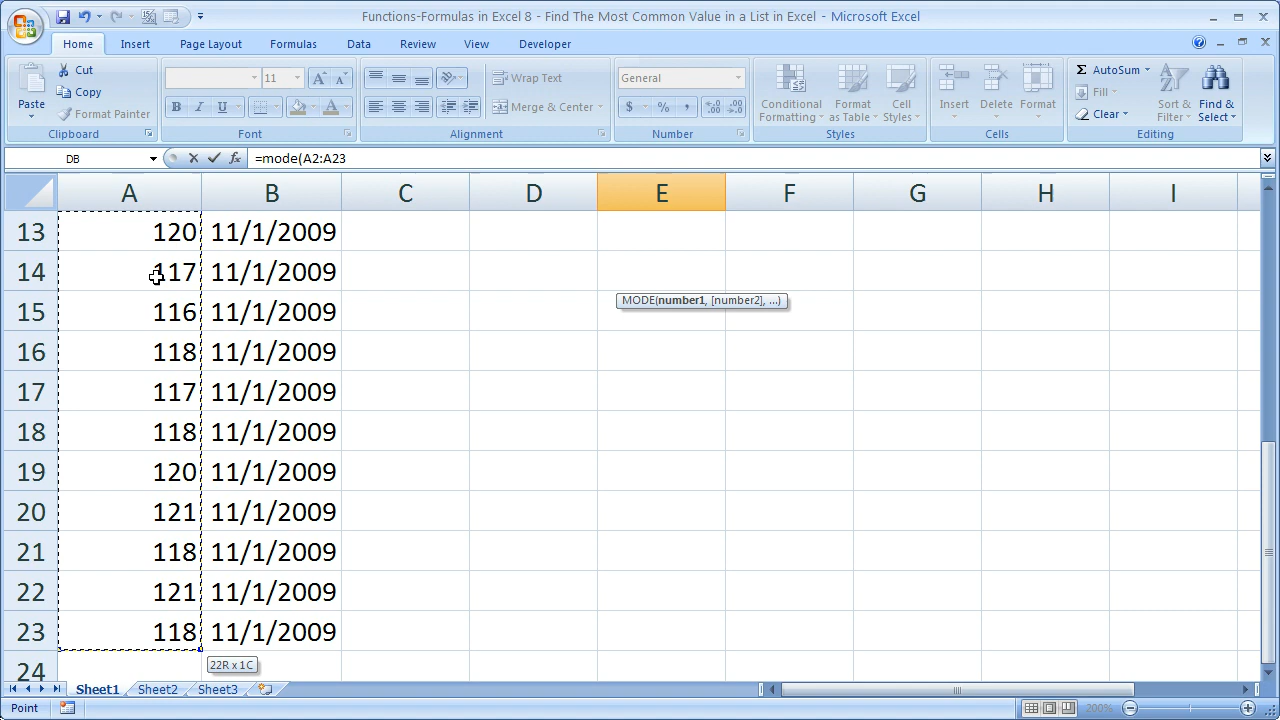 Functions-Formulas in Excel 8 - Find The Most Common Value in a List in Excel - Microsoft Excel
Home Insert Page Layout Formulas Data Review View Developer
Paste
Cut
Copy
Format Painter
Clipboard
11 A A
B I U A
Font
Wrap Text
Merge & Center
Alignment
General
$ % , .00 .00
Number
Conditional Formatting
Format as Table
Cell Styles
Styles
Insert Delete Format
Cells
Σ AutoSum
Fill
Clear
Sort & Filter
Find & Select
Editing
DB fx =mode(A2:A23
A B C D E F G H I
13 120 11/1/2009
14 117 11/1/2009
MODE(number1, [number2], ...)
15 116 11/1/2009
16 118 11/1/2009
17 117 11/1/2009
18 118 11/1/2009
19 120 11/1/2009
20 121 11/1/2009
21 118 11/1/2009
22 121 11/1/2009
23 118 11/1/2009
24
22R x 1C
Sheet1 Sheet2 Sheet3
Point 200%